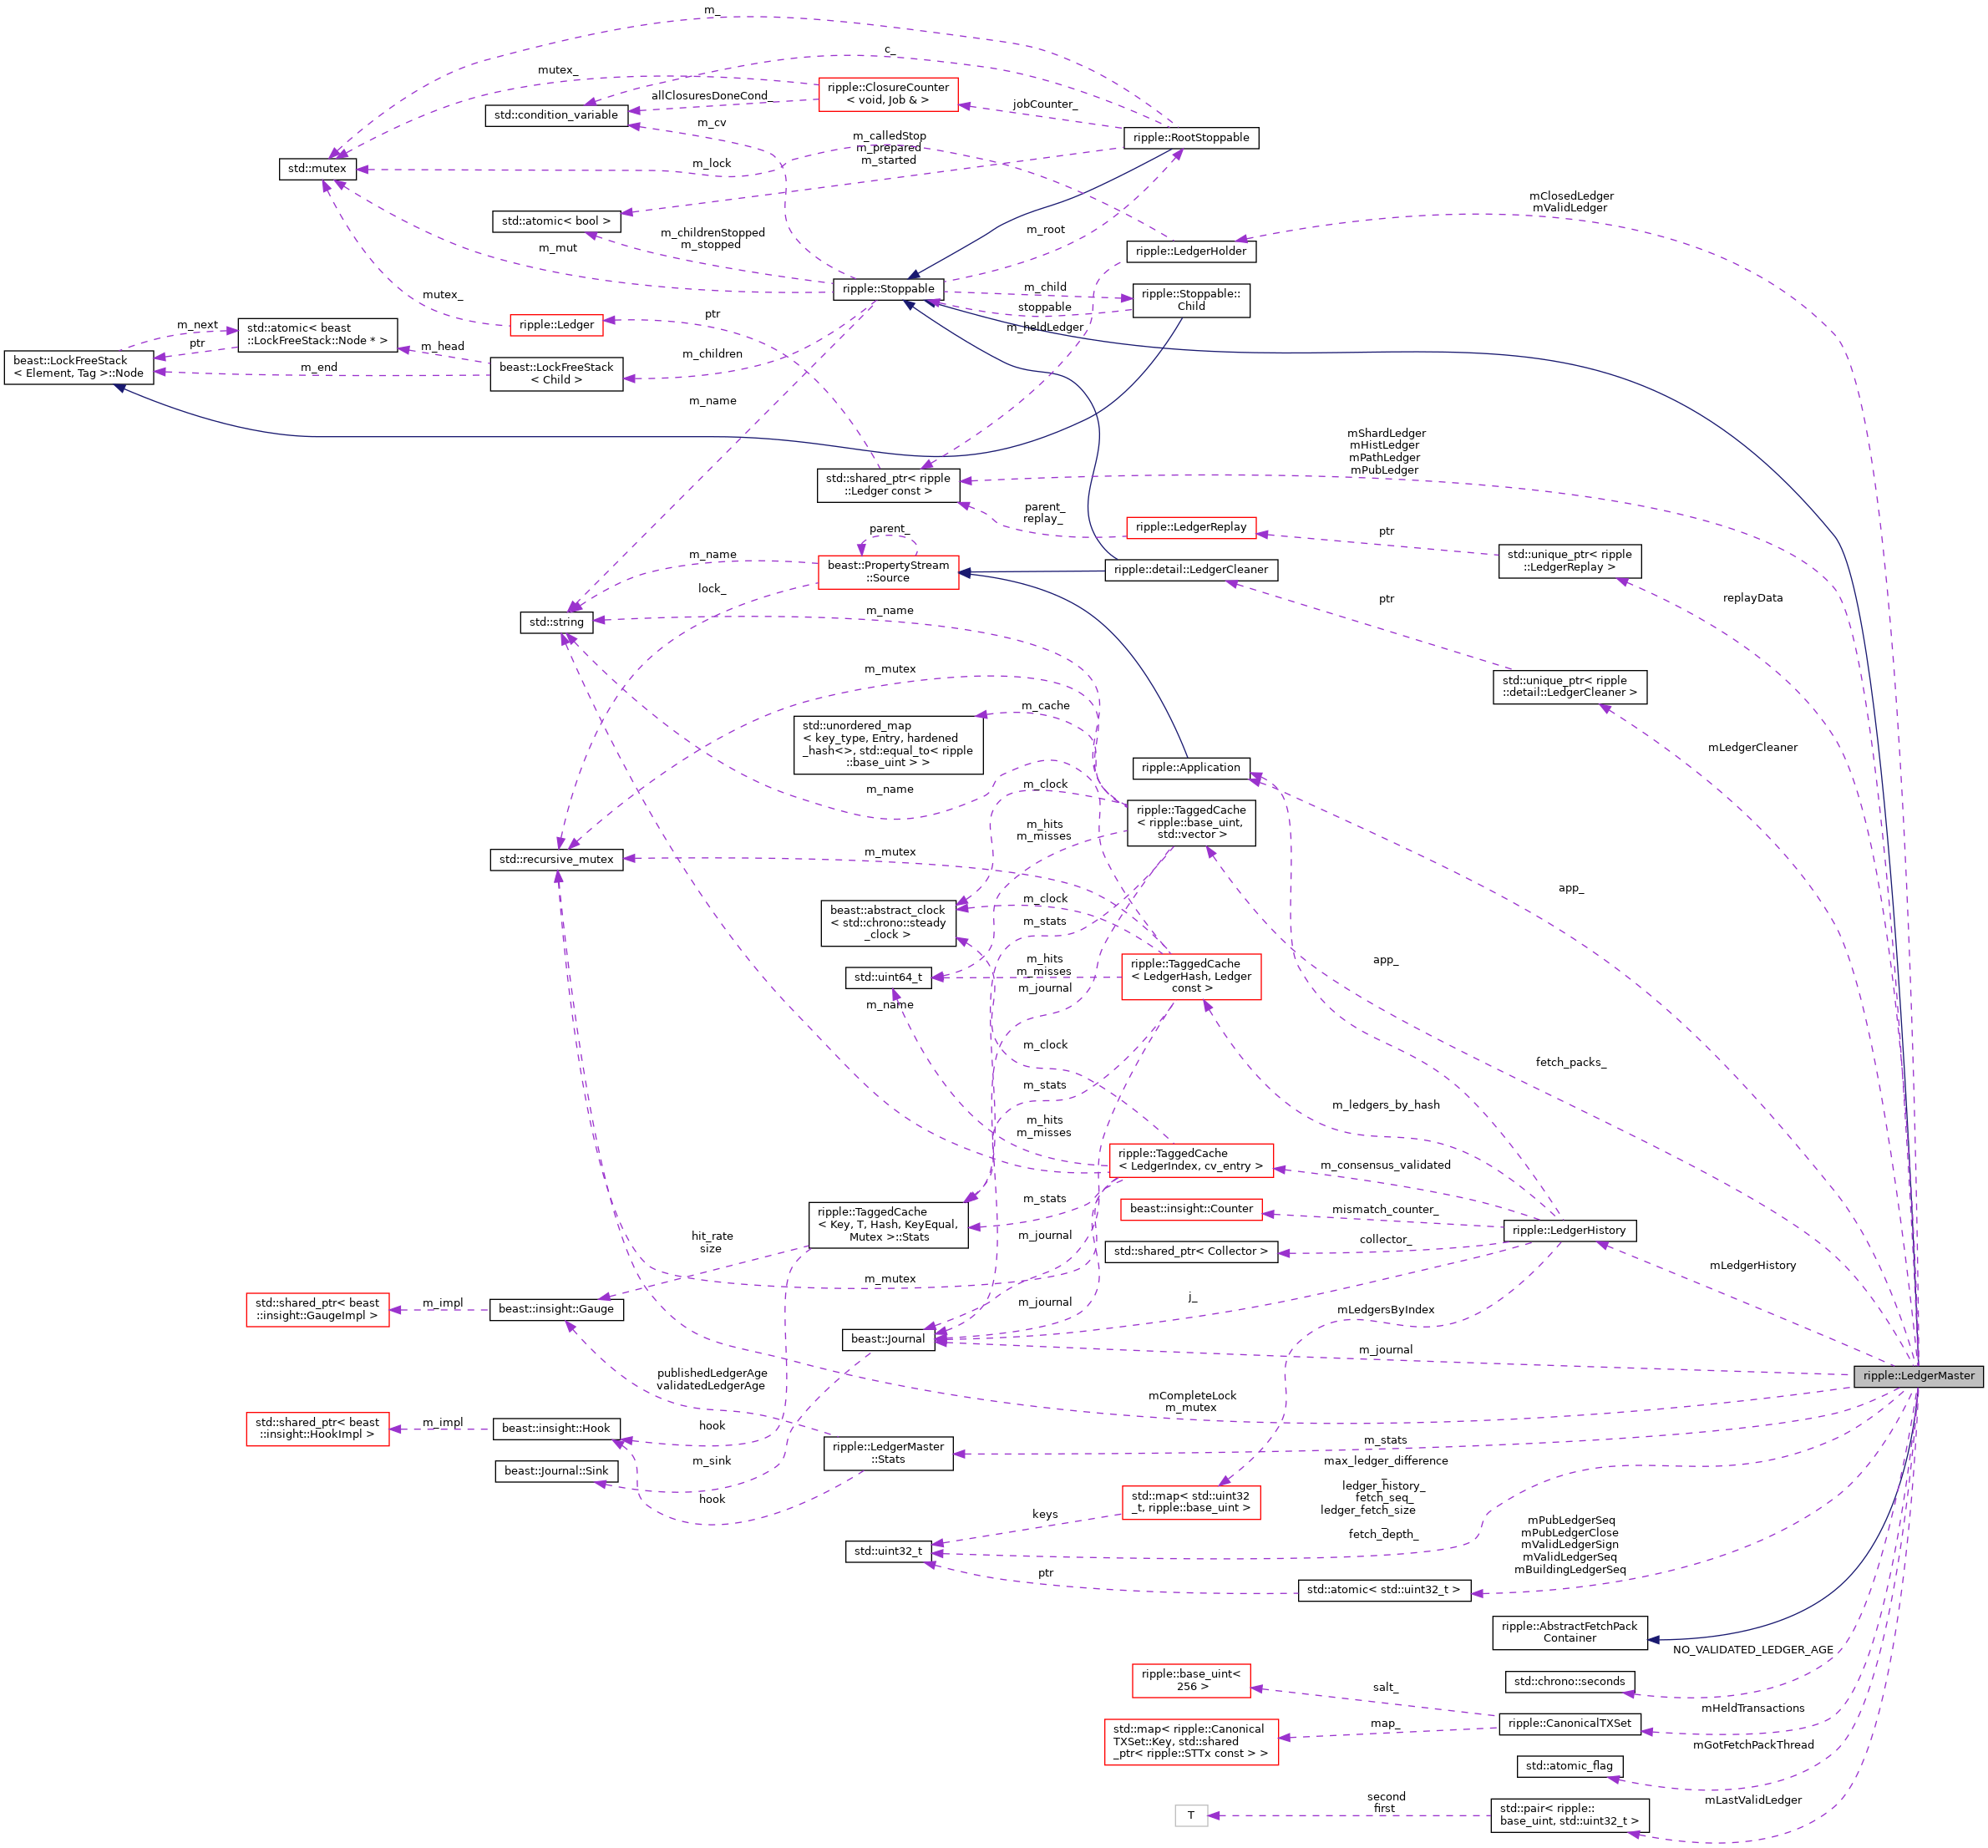 m_
c_
mutex_
ripple::ClosureCounter
< void, Job & >
allClosuresDoneCond_
jobCounter_
std::condition_variable
m_cv
m_calledStop
m_prepared
m_started
ripple::RootStoppable
std::mutex
m_lock
mClosedLedger
mValidLedger
std::atomic< bool >
m_childrenStopped
m_stopped
m_root
m_mut
ripple::LedgerHolder
ripple::Stoppable
m_child
stoppable
ripple::Stoppable::
Child
mutex_
ripple::Ledger
ptr
m_heldLedger
m_next
ptr
std::atomic< beast
::LockFreeStack::Node * >
m_head
m_children
beast::LockFreeStack
< Element, Tag >::Node
m_end
beast::LockFreeStack
< Child >
m_name
mShardLedger
mHistLedger
mPathLedger
mPubLedger
std::shared_ptr< ripple
::Ledger const >
parent_
replay_
ripple::LedgerReplay
ptr
std::unique_ptr< ripple
::LedgerReplay >
parent_
m_name
beast::PropertyStream
::Source
ripple::detail::LedgerCleaner
lock_
ptr
replayData
std::string
m_name
m_mutex
std::unique_ptr< ripple
::detail::LedgerCleaner >
m_cache
std::unordered_map
< key_type, Entry, hardened
_hash<>, std::equal_to< ripple
::base_uint > >
mLedgerCleaner
ripple::Application
m_name
m_clock
ripple::TaggedCache
< ripple::base_uint,
std::vector >
m_hits
m_misses
std::recursive_mutex
m_mutex
app_
m_clock
beast::abstract_clock
< std::chrono::steady
_clock >
m_stats
app_
m_hits
m_misses
std::uint64_t
ripple::TaggedCache
< LedgerHash, Ledger
const >
m_journal
m_name
m_clock
fetch_packs_
m_stats
m_ledgers_by_hash
m_hits
m_misses
ripple::TaggedCache
< LedgerIndex, cv_entry >
m_consensus_validated
m_stats
beast::insight::Counter
mismatch_counter_
ripple::TaggedCache
< Key, T, Hash, KeyEqual,
Mutex >::Stats
ripple::LedgerHistory
hit_rate
size
m_journal
std::shared_ptr< Collector >
collector_
m_mutex
mLedgerHistory
std::shared_ptr< beast
::insight::GaugeImpl >
m_impl
beast::insight::Gauge
m_journal
j_
mLedgersByIndex
beast::Journal
m_journal
publishedLedgerAge
validatedLedgerAge
ripple::LedgerMaster
mCompleteLock
m_mutex
std::shared_ptr< beast
::insight::HookImpl >
m_impl
beast::insight::Hook
hook
ripple::LedgerMaster
::Stats
m_stats
beast::Journal::Sink
m_sink
max_ledger_difference
_
ledger_history_
fetch_seq_
ledger_fetch_size
_
fetch_depth_
hook
std::map< std::uint32
_t, ripple::base_uint >
keys
mPubLedgerSeq
mPubLedgerClose
mValidLedgerSign
mValidLedgerSeq
mBuildingLedgerSeq
std::uint32_t
ptr
std::atomic< std::uint32_t >
ripple::AbstractFetchPack
Container
NO_VALIDATED_LEDGER_AGE
ripple::base_uint<
256 >
salt_
std::chrono::seconds
mHeldTransactions
std::map< ripple::Canonical
TXSet::Key, std::shared
_ptr< ripple::STTx const > >
map_
ripple::CanonicalTXSet
mGotFetchPackThread
std::atomic_flag
T
second
first
std::pair< ripple::
base_uint, std::uint32_t >
mLastValidLedger